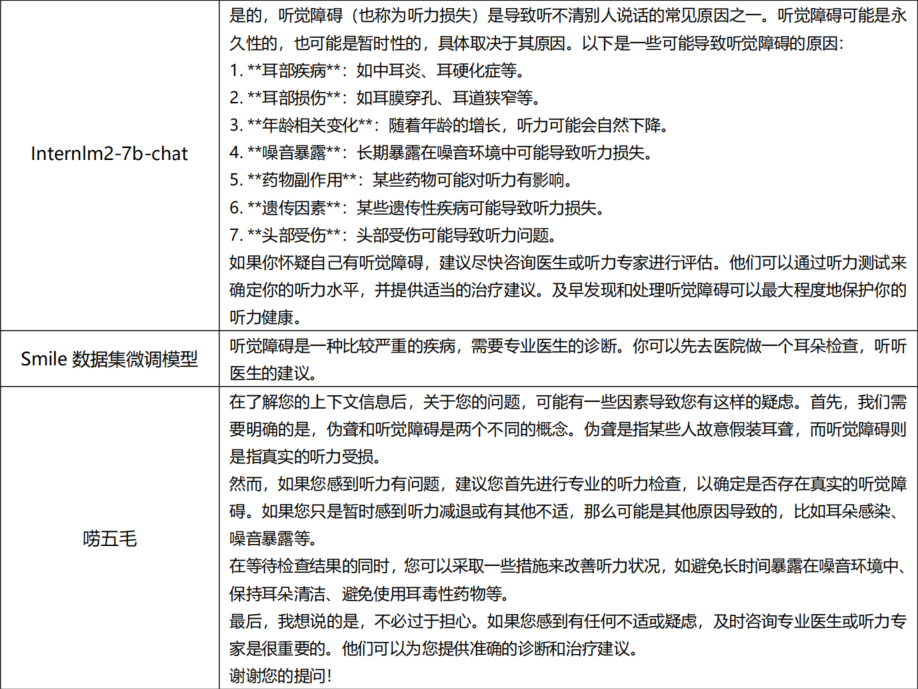 Internlm2-7b-chat
是的，听觉障碍（也称为听力损失）是导致听不清别人说话的常见原因之一。听觉障碍可能是永
久性的，也可能是暂时性的，具体取决于其原因。以下是一些可能导致听觉障碍的原因：
1. **耳部疾病**：如中耳炎、耳硬化症等。
2. **耳部损伤**：如耳膜穿孔、耳道狭窄等。
3. **年龄相关变化**：随着年龄的增长，听力可能会自然下降。
4. **噪音暴露**：长期暴露在噪音环境中可能导致听力损失。
5. **药物副作用**：某些药物可能对听力有影响。
6. **遗传因素**：某些遗传性疾病可能导致听力损失。
7. **头部受伤**：头部受伤可能导致听力问题。
如果你怀疑自己有听觉障碍，建议尽快咨询医生或听力专家进行评估。他们可以通过听力测试来
确定你的听力水平，并提供适当的治疗建议。及早发现和处理听觉障碍可以最大程度地保护你的
听力健康。
Smile 数据集微调模型
听觉障碍是一种比较严重的疾病，需要专业医生的诊断。你可以先去医院做一个耳朵检查，听听
医生的建议。
唠五毛
在了解您的上下文信息后，关于您的问题，可能有一些因素导致您有这样的疑虑。首先，我们需
要明确的是，伪聋和听觉障碍是两个不同的概念。伪聋是指某些人故意假装耳聋，而听觉障碍则
是指真实的听力受损。
然而，如果您感到听力有问题，建议您首先进行专业的听力检查，以确定是否存在真实的听觉障
碍。如果您只是暂时感到听力减退或有其他不适，那么可能是其他原因导致的，比如耳朵感染、
噪音暴露等。
在等待检查结果的同时，您可以采取一些措施来改善听力状况，如避免长时间暴露在噪音环境中、
保持耳朵清洁、避免使用耳毒性药物等。
最后，我想说的是，不必过于担心。如果您感到有任何不适或疑虑，及时咨询专业医生或听力专
家是很重要的。他们可以为您提供准确的诊断和治疗建议。
谢谢您的提问！